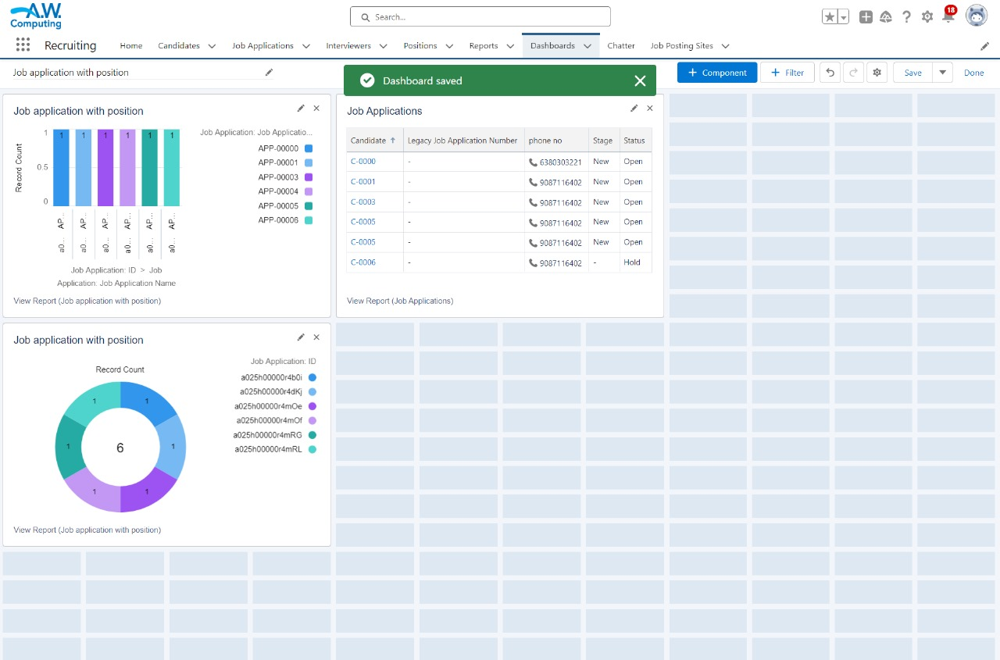 A.W.
Computing
Search...
18
Recruiting
Home
Candidates
Job Applications
Interviewers
Positions
Reports
Dashboards
Chatter
Job Posting Sites
Job application with position
Dashboard saved
+ Component
+ Filter
Save
Done
Job application with position
Record Count
1
0.5
0
1 1 1 1 1 1
AP... AP... AP... AP... AP... AP...
a0... a0... a0... a0... a0... a0...
Job Application: ID > Job
Application: Job Application Name
Job Application: Job Applicatio...
APP-00000
APP-00001
APP-00003
APP-00004
APP-00005
APP-00006
View Report (Job application with position)
Job Applications
Candidate ↑ Legacy Job Application Number phone no Stage Status
C-0000 - 6380303221 New Open
C-0001 - 9087116402 New Open
C-0003 - 9087116402 New Open
C-0005 - 9087116402 New Open
C-0005 - 9087116402 New Open
C-0006 - 9087116402 - Hold
View Report (Job Applications)
Job application with position
Record Count
1
1
1
1
1
1
6
Job Application: ID
a025h00000r4b0i
a025h00000r4dKj
a025h00000r4mOe
a025h00000r4mOf
a025h00000r4mRG
a025h00000r4mRL
View Report (Job application with position)